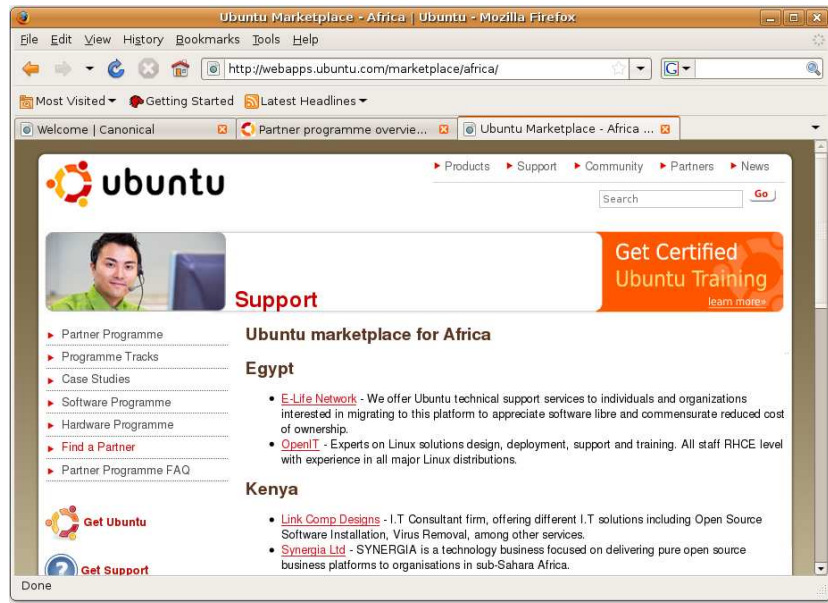 Ubuntu Marketplace - Africa | Ubuntu - Mozilla Firefox
File Edit View History Bookmarks Tools Help
http://webapps.ubuntu.com/marketplace/africa/
G
Most Visited Getting Started Latest Headlines
Welcome | Canonical
Partner programme overvie...
Ubuntu Marketplace - Africa ...
ubuntu
Products Support Community Partners News
Search
Go
Support
Get Certified
Ubuntu Training
learn more»
Partner Programme
Programme Tracks
Case Studies
Software Programme
Hardware Programme
Find a Partner
Partner Programme FAQ
Get Ubuntu
? Get Support
Ubuntu marketplace for Africa
Egypt
• E-Life Network - We offer Ubuntu technical support services to individuals and organizations
interested in migrating to this platform to appreciate software libre and commensurate reduced cost
of ownership.
• OpenIT - Experts on Linux solutions design, deployment, support and training. All staff RHCE level
with experience in all major Linux distributions.
Kenya
• Link Comp Designs - I.T Consultant firm, offering different I.T solutions including Open Source
Software Installation, Virus Removal, among other services.
• Synergia Ltd - SYNERGIA is a technology business focused on delivering pure open source
business platforms to organisations in sub-Sahara Africa.
Done